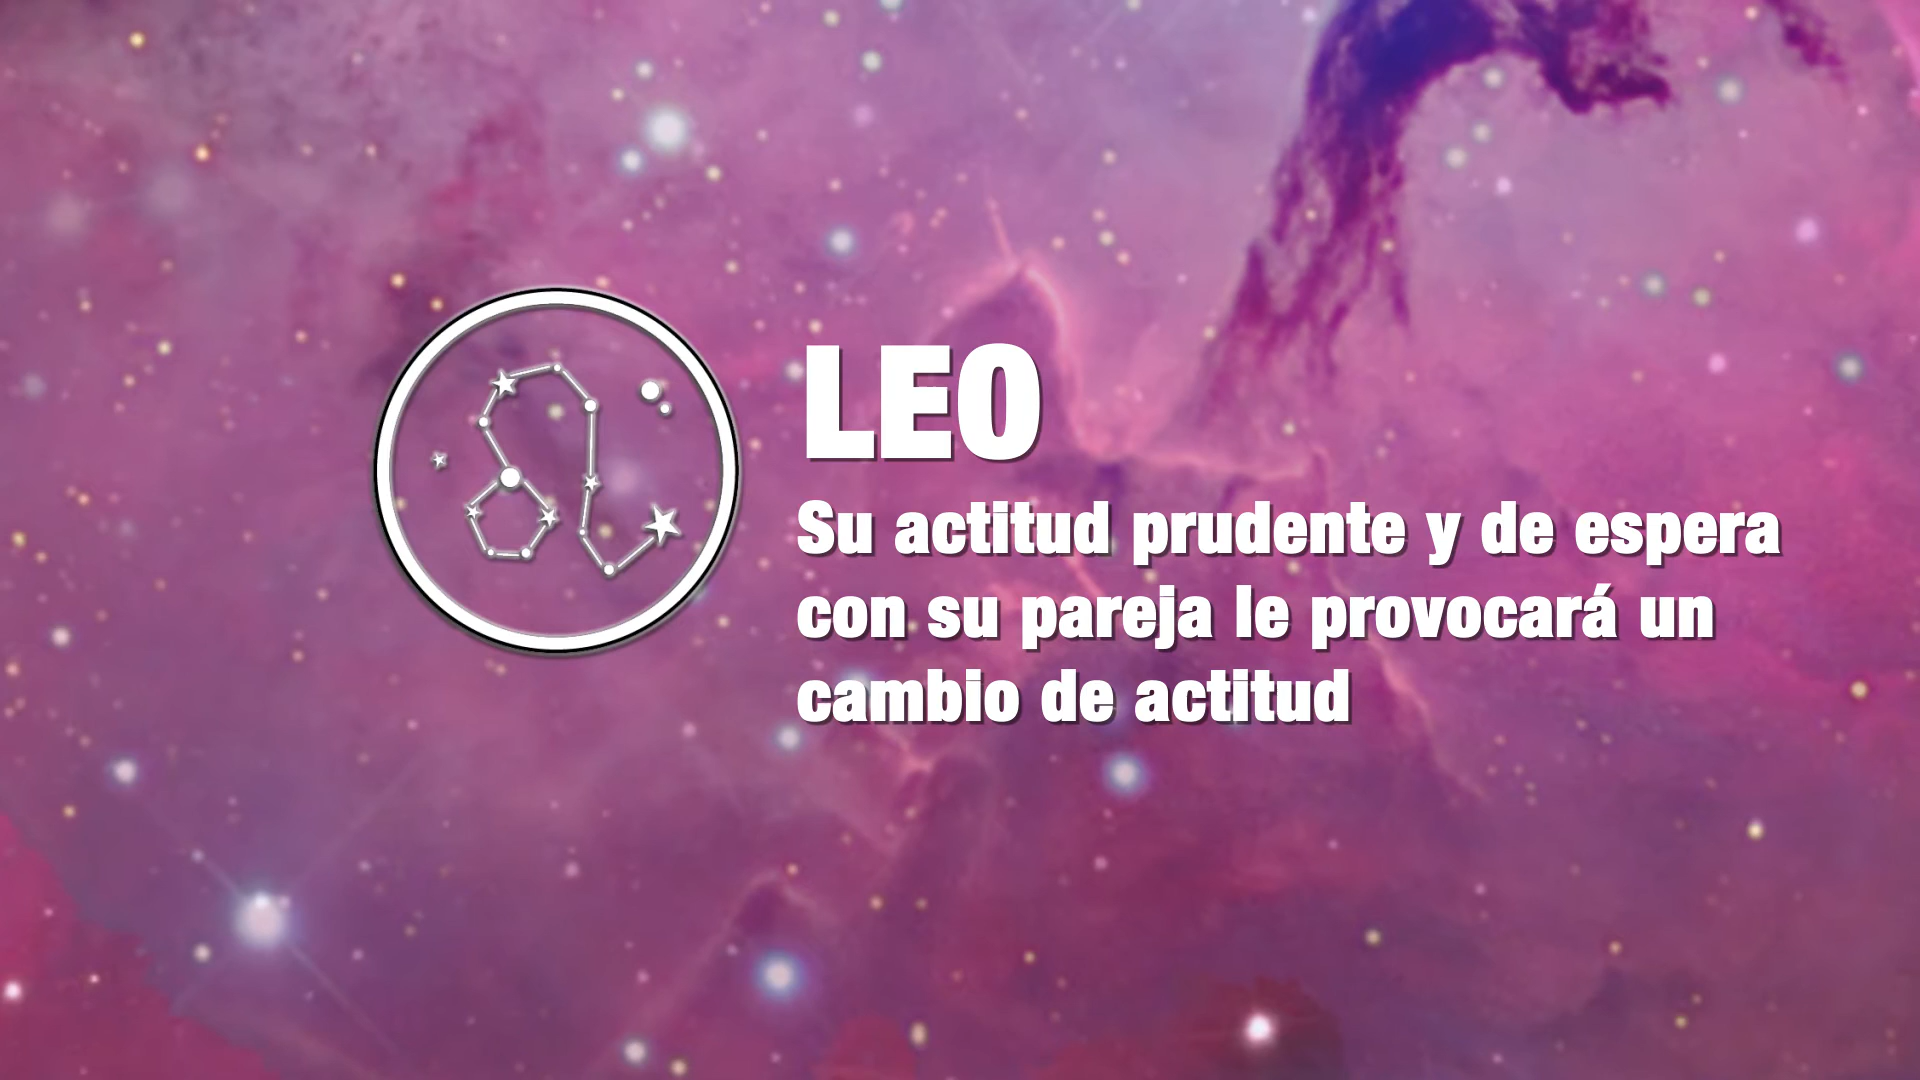 LEO
Su actitud prudente y de espera
con su pareja le provocará un
cambio de actitud